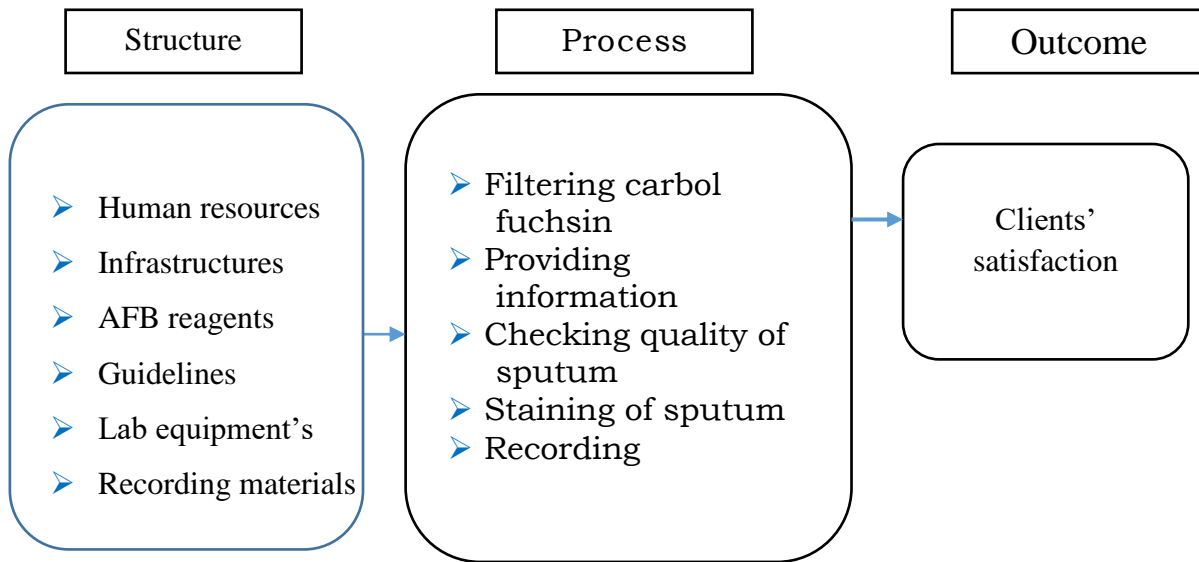 Structure
Process
Outcome
➢ Human resources
➢ Infrastructures
➢ AFB reagents
➢ Guidelines
➢ Lab equipment’s
➢ Recording materials
➢ Filtering carbol
fuchsin
➢ Providing
information
➢ Checking quality of
sputum
➢ Staining of sputum
➢ Recording
Clients’
satisfaction